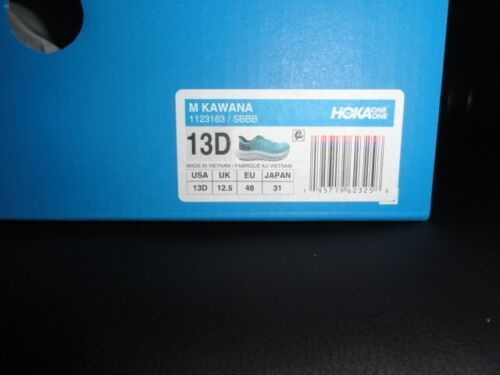 M KAWANA
1123163 / SBBB
HOKA ONE ONE
13D
MADE IN VIETNAM / FABRIQUÉ AU VIETNAM
USA UK EU JAPAN
13D 12.5 48 31